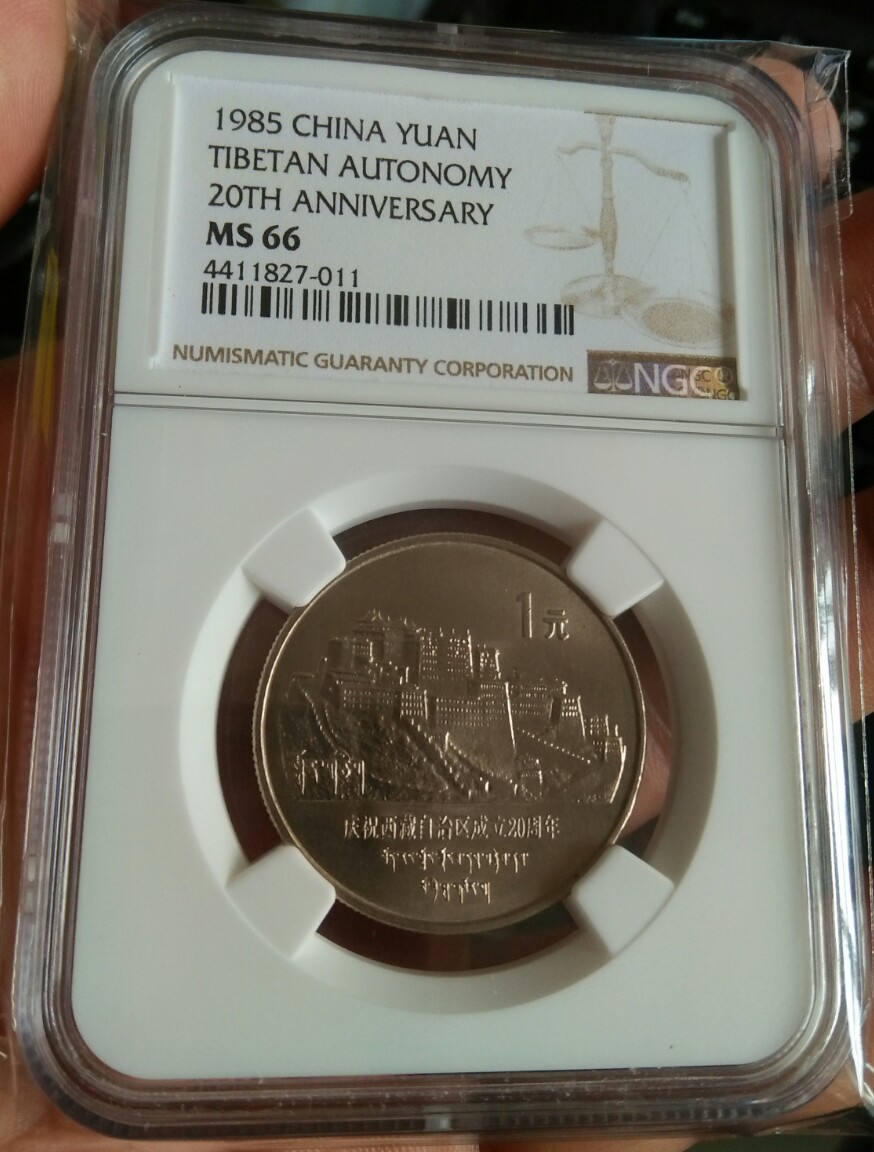 1985 CHINA YUAN
TIBETAN AUTONOMY
20TH ANNIVERSARY
MS 66
4411827-011
NUMISMATIC GUARANTY CORPORATION
NGC
1元
庆祝西藏自治区成立20周年